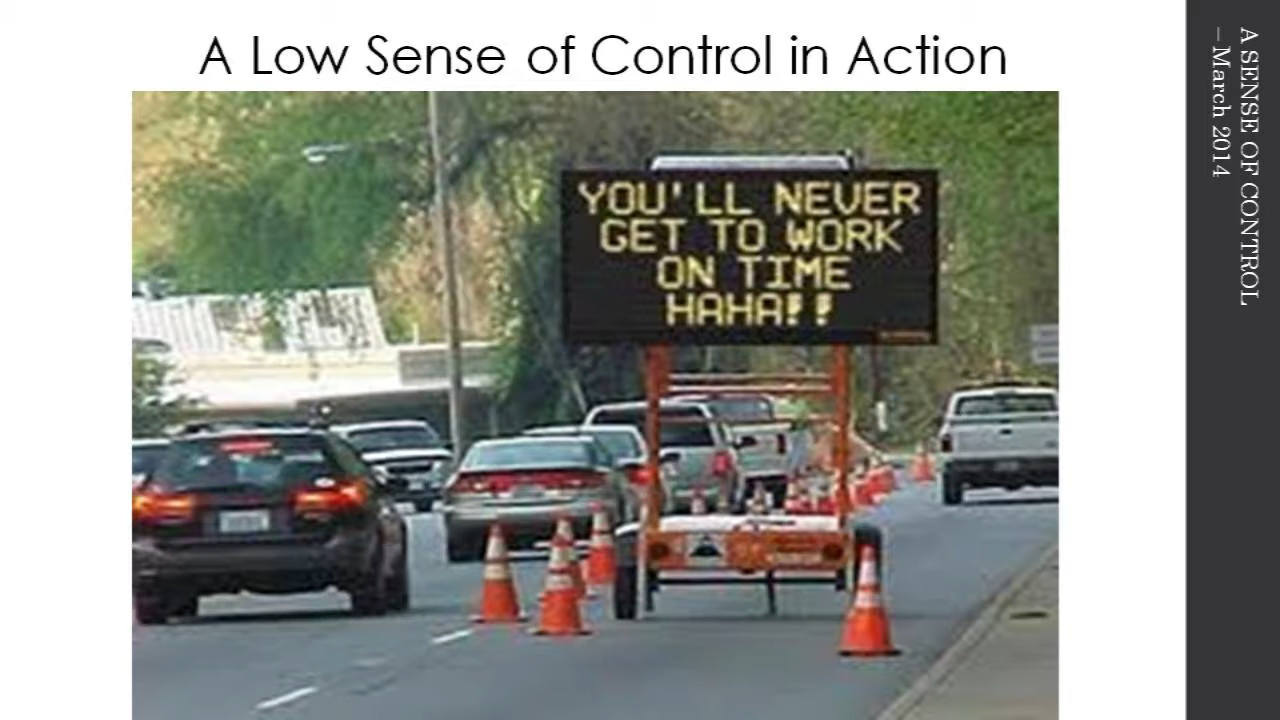 A Low Sense of Control in Action
YOU'LL NEVER
GET TO WORK
ON TIME
HAHA!!
A SENSE OF CONTROL
– March 2014